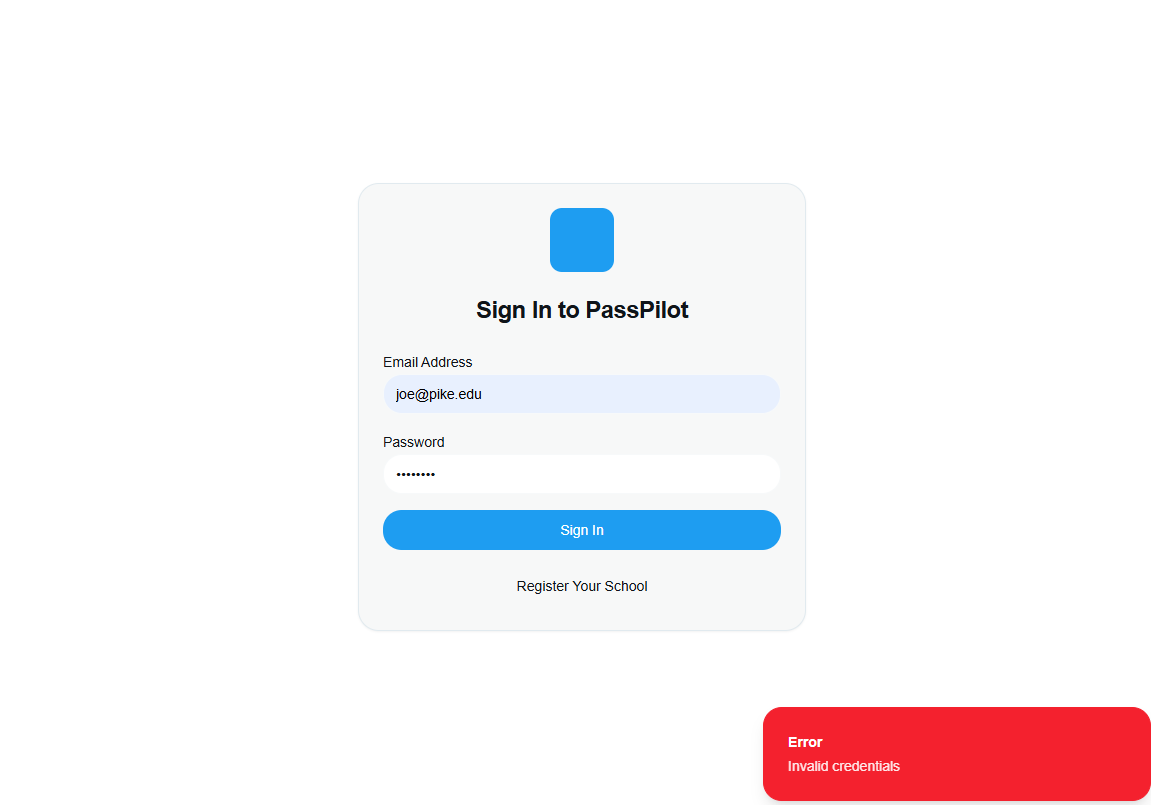 Sign In to PassPilot
Email Address
joe@pike.edu
Password
••••••••
Sign In
Register Your School
Error
Invalid credentials